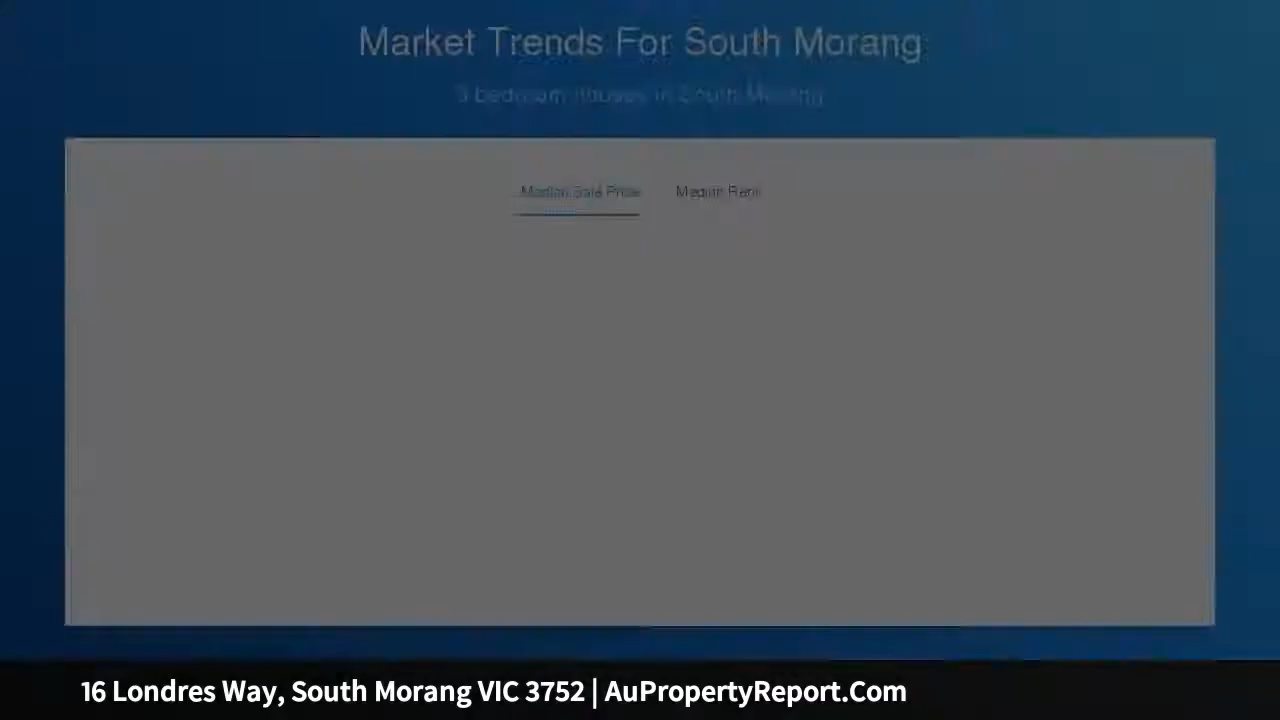 Market Trends For South Morang
3 bedroom houses in South Morang
Median Sale Price
Median Rent
16 Londres Way, South Morang VIC 3752 | AuPropertyReport.Com